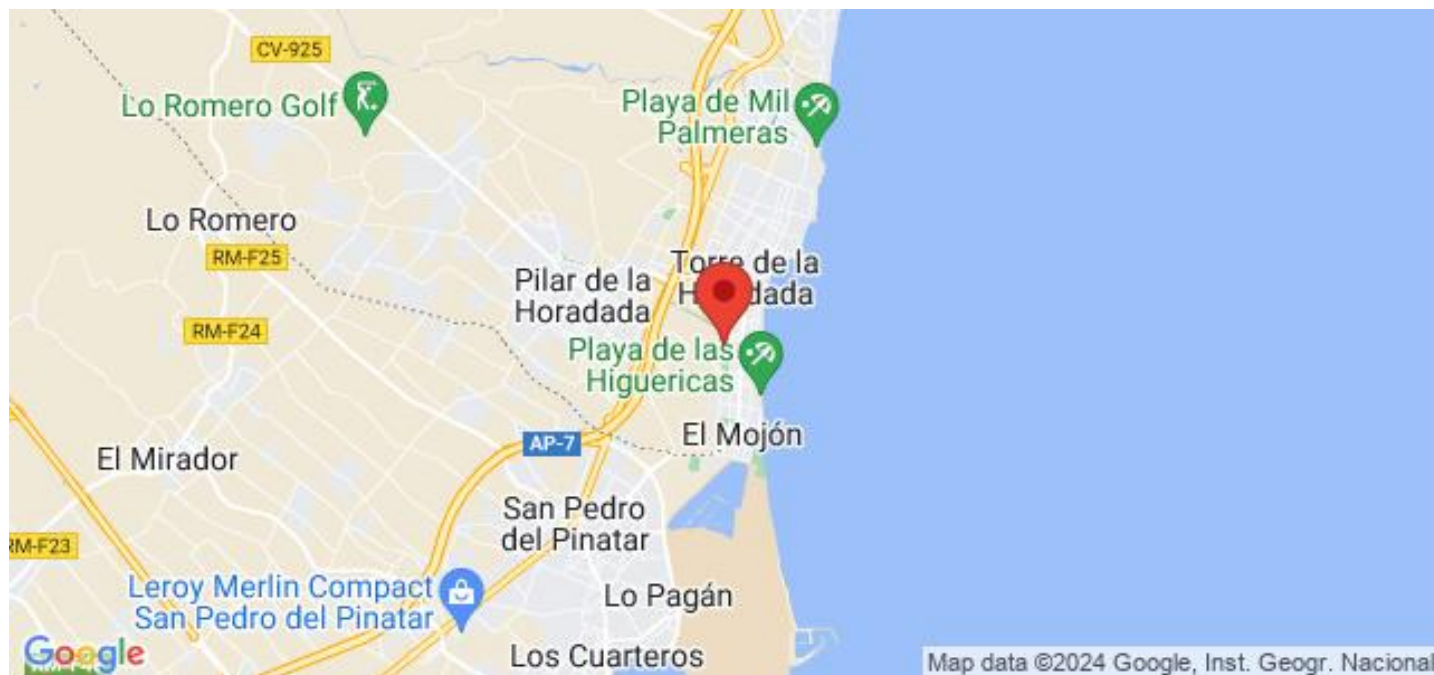 CV-925
Lo Romero Golf
Playa de Mil
Palmeras
Lo Romero
RM-F25
Torre de la
Pilar de la
Horadada
RM-F24
Playa de las
Higuericas
El Mojón
AP-7
El Mirador
San Pedro
del Pinatar
RM-F23
Leroy Merlin Compact
San Pedro del Pinatar
Lo Pagán
Los Cuarteros
Google
Map data ©2024 Google, Inst. Geogr. Nacional